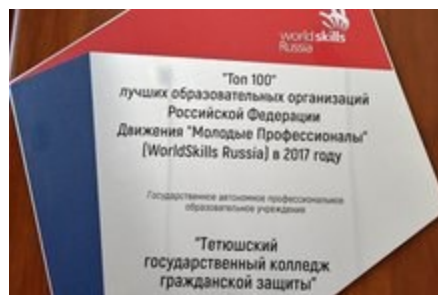 worldskills
Russia
"Топ 100"
лучших образовательных организаций
Российской Федерации
Движения "Молодые Профессионалы"
(WorldSkills Russia) в 2017 году
Государственное автономное профессиональное
образовательное учреждение
"Тетюшский
государственный колледж
гражданской защиты"